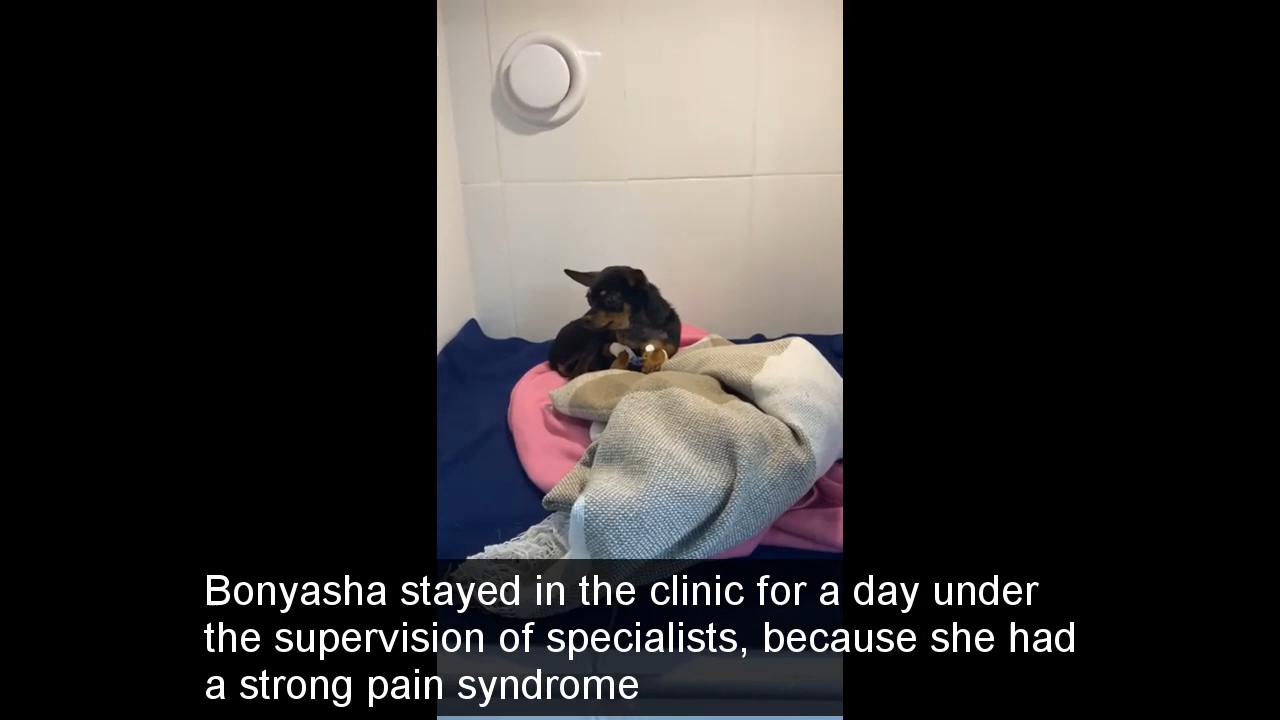 Bonyasha stayed in the clinic for a day under
the supervision of specialists, because she had
a strong pain syndrome